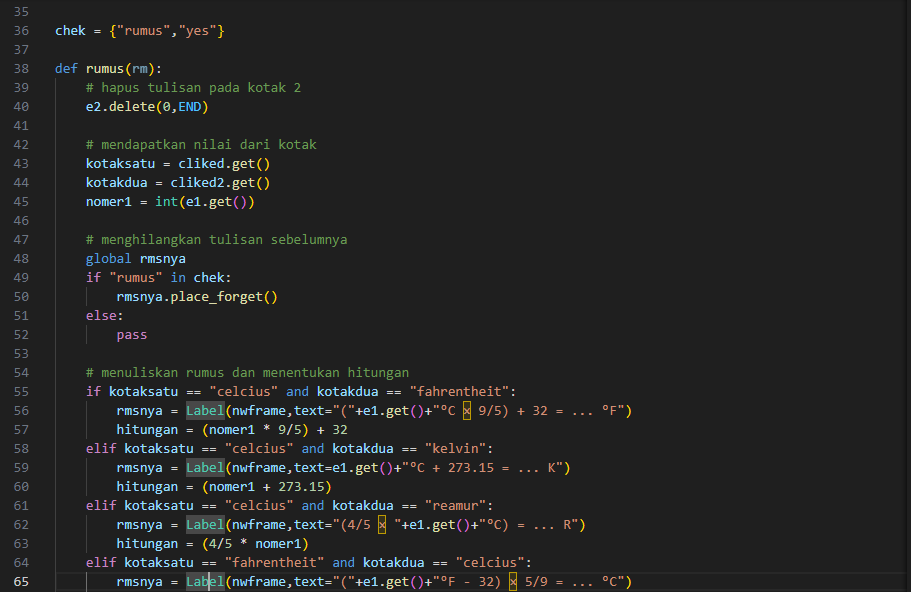 35
36 chek = {"rumus","yes"}
37
38 def rumus(rm):
39 # hapus tulisan pada kotak 2
40 e2.delete(0,END)
41
42 # mendapatkan nilai dari kotak
43 kotaksatu = cliked.get()
44 kotakdua = cliked2.get()
45 nomer1 = int(e1.get())
46
47 # menghilangkan tulisan sebelumnya
48 global rmsnya
49 if "rumus" in chek:
50 rmsnya.place_forget()
51 else:
52 pass
53
54 # menuliskan rumus dan menentukan hitungan
55 if kotaksatu == "celcius" and kotakdua == "fahrentheit":
56 rmsnya = Label(nwframe,text="("+e1.get()+"°C × 9/5) + 32 = ... °F")
57 hitungan = (nomer1 * 9/5) + 32
58 elif kotaksatu == "celcius" and kotakdua == "kelvin":
59 rmsnya = Label(nwframe,text=e1.get()+"°C + 273.15 = ... K")
60 hitungan = (nomer1 + 273.15)
61 elif kotaksatu == "celcius" and kotakdua == "reamur":
62 rmsnya = Label(nwframe,text="(4/5 × "+e1.get()+"°C) = ... R")
63 hitungan = (4/5 * nomer1)
64 elif kotaksatu == "fahrentheit" and kotakdua == "celcius":
65 rmsnya = Label(nwframe,text="("+e1.get()+"°F - 32) × 5/9 = ... °C")